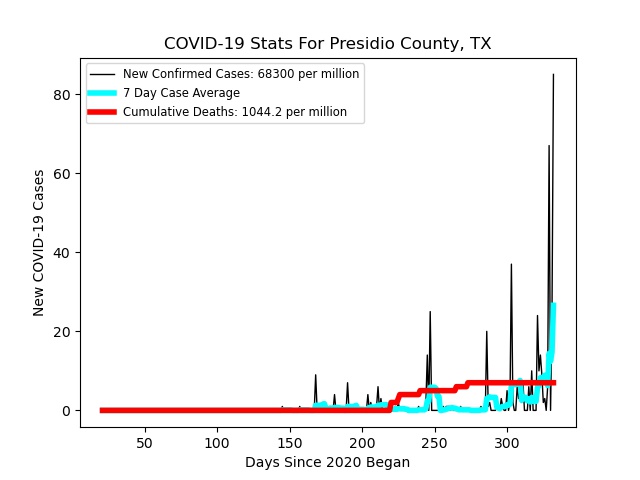 COVID-19 Stats For Presidio County, TX
New Confirmed Cases: 68300 per million
7 Day Case Average
Cumulative Deaths: 1044.2 per million
New COVID-19 Cases
80
60
40
20
0
50
100
150
200
250
300
Days Since 2020 Began